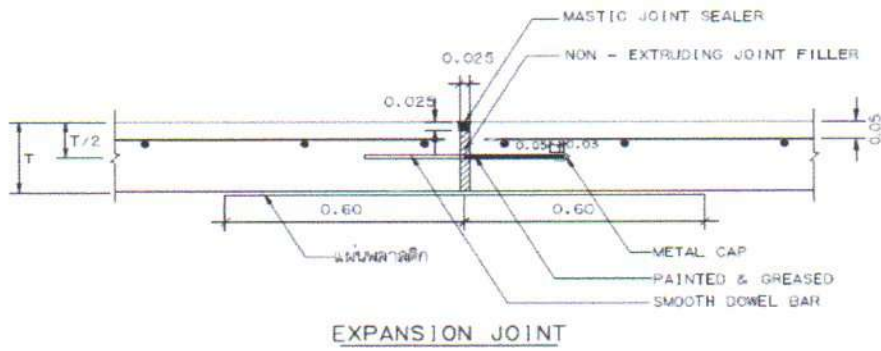 MASTIC JOINT SEALER
0.025
NON - EXTRUDING JOINT FILLER
0.025
T
T/2
0.05
0.03
0.05
0.60
0.60
แผ่นพลาสติก
METAL CAP
PAINTED & GREASED
SMOOTH DOWEL BAR
EXPANSION JOINT